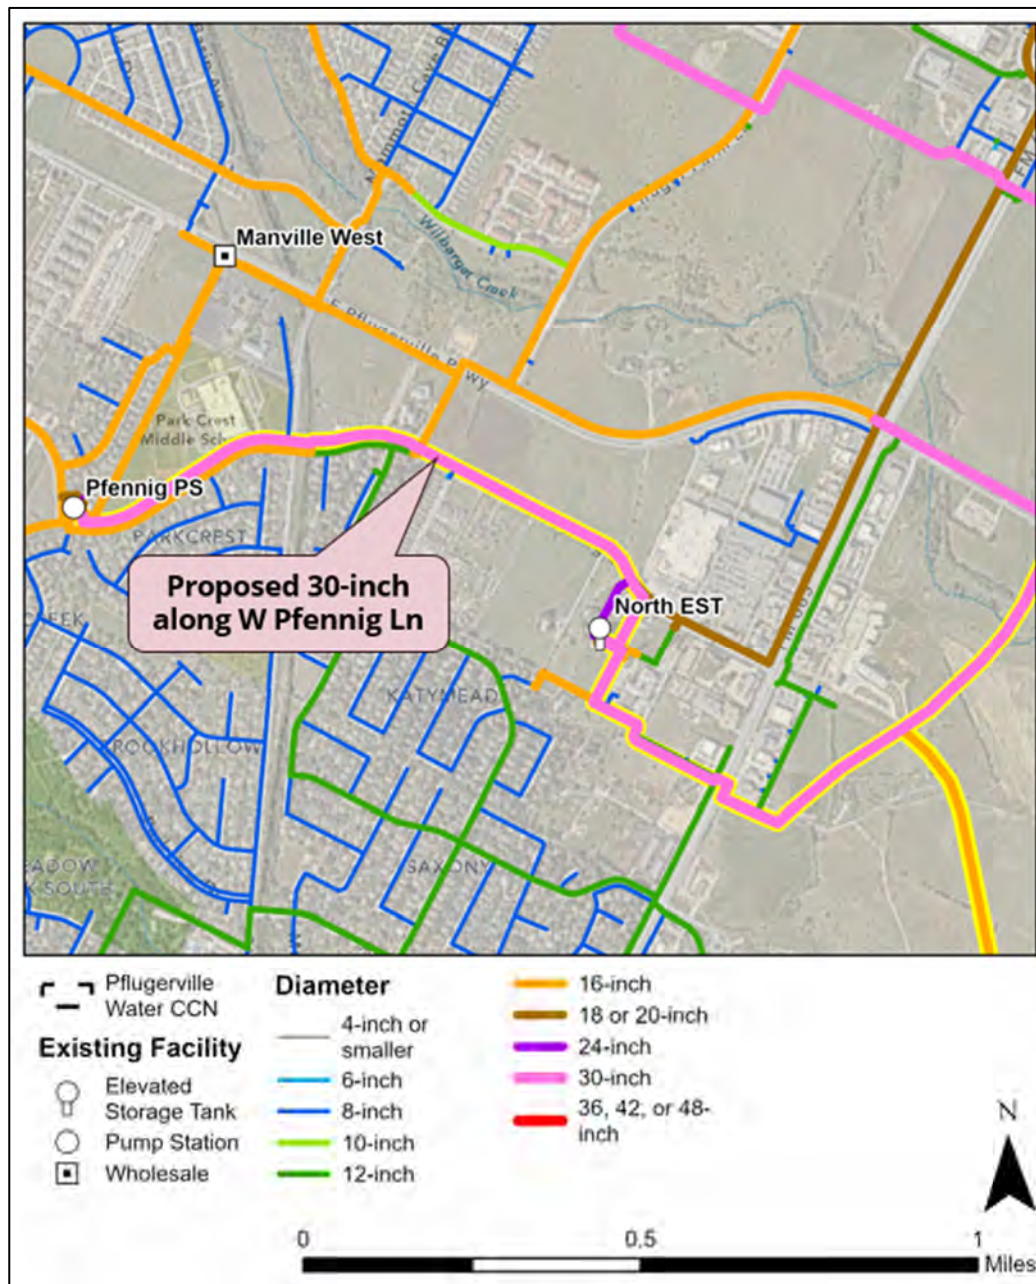 Manville West
Wilbarger Creek
E Pflugerville Pkwy
Park Crest
Middle Sch
Pfennig PS
PARKCREST
Proposed 30-inch
along W Pfennig Ln
North EST
CREEK
KATYMEAD
ROCKHOLLOW
SAXONY
SOUTH
Pflugerville
Water CCN
Existing Facility
Elevated
Storage Tank
Pump Station
Wholesale
Diameter
4-inch or
smaller
6-inch
8-inch
10-inch
12-inch
16-inch
18 or 20-inch
24-inch
30-inch
36, 42, or 48-
inch
N
0 0.5 1
Miles